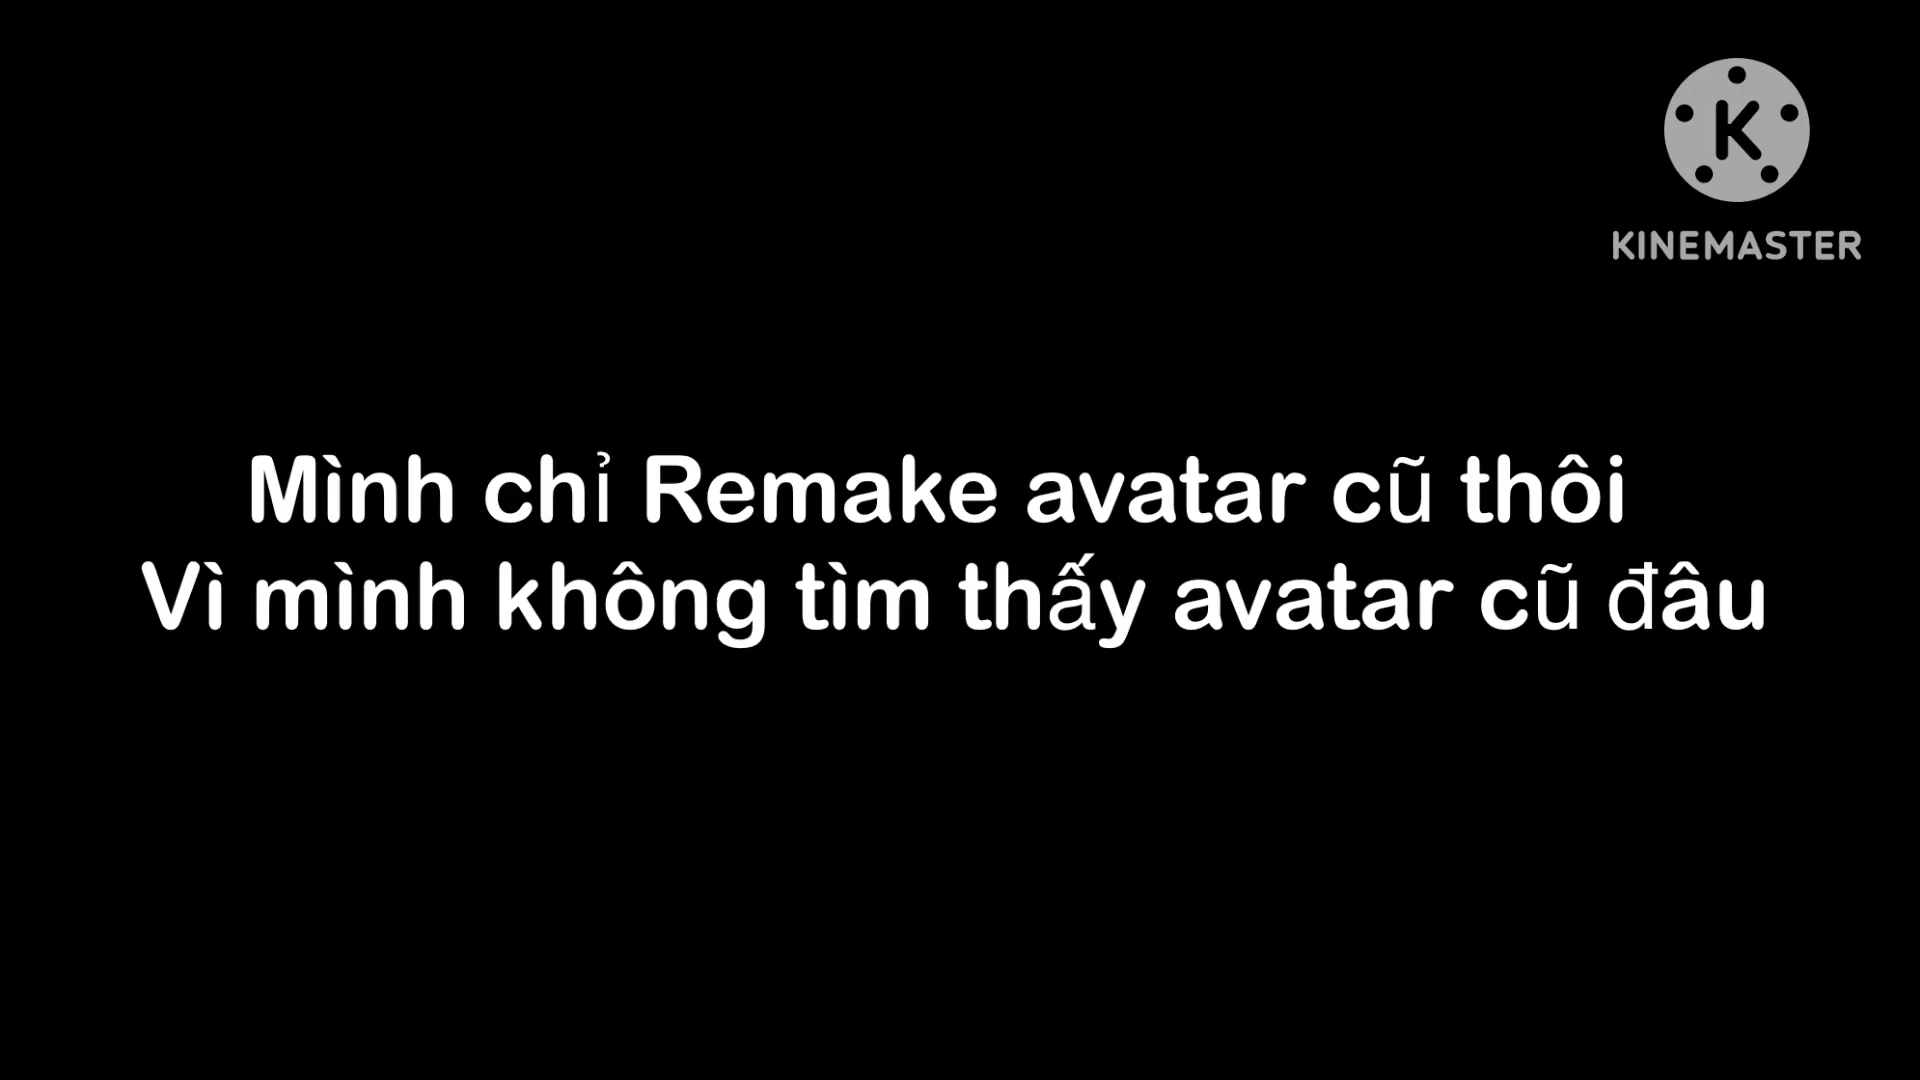 K
KINEMASTER
Mình chỉ Remake avatar cũ thôi
Vì mình không tìm thấy avatar cũ đâu